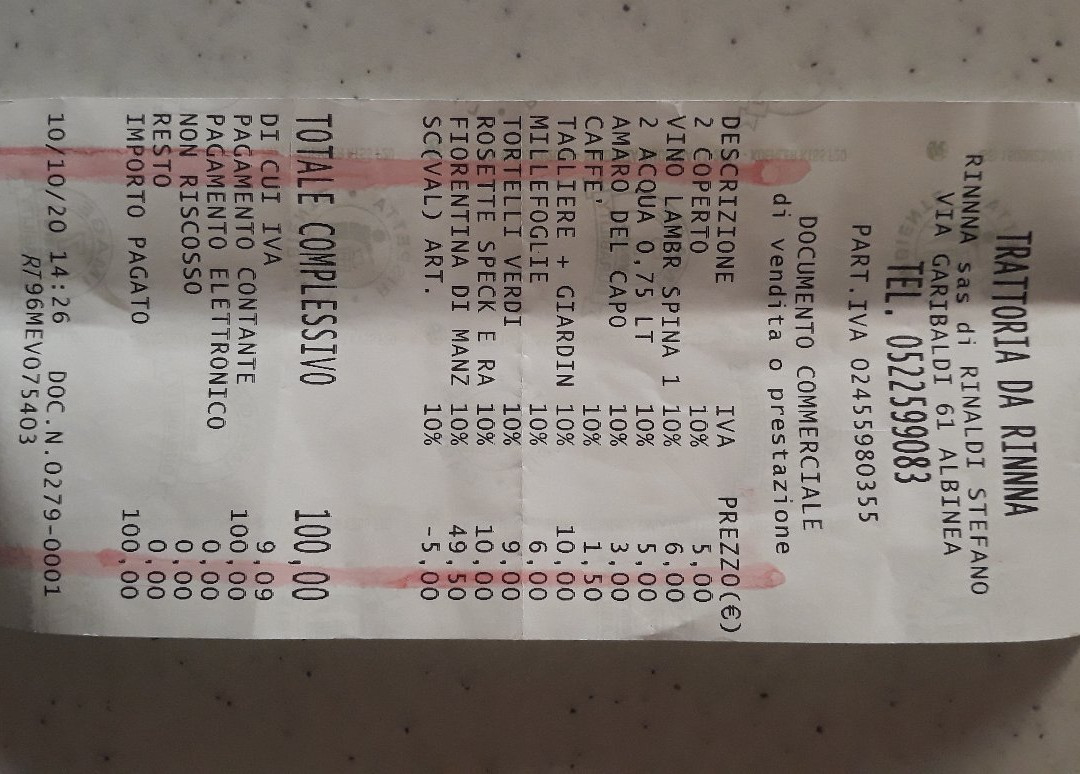 TRATTORIA DA RINNNA
RINNNA sas di RINALDI STEFANO
VIA GARIBALDI 61 ALBINEA
TEL. 0522599083
PART.IVA 02455980355
DOCUMENTO COMMERCIALE
di vendita o prestazione
DESCRIZIONE IVA PREZZO(€)
2 COPERTO 10% 5,00
VINO LAMBR SPINA 1 10% 6,00
2 ACQUA 0,75 LT 10% 5,00
AMARO DEL CAPO 10% 3,00
CAFFE' 10% 1,50
TAGLIERE + GIARDIN 10% 10,00
MILLEFOGLIE 10% 6,00
TORTELLI VERDI 10% 9,00
ROSETTE SPECK E RA 10% 10,00
FIORENTINA DI MANZ 10% 49,50
SC(VAL) ART. 10% -5,00
TOTALE COMPLESSIVO 100,00
DI CUI IVA 9,09
PAGAMENTO CONTANTE 100,00
PAGAMENTO ELETTRONICO 0,00
NON RISCOSSO 0,00
RESTO 0,00
IMPORTO PAGATO 100,00
10/10/20 14:26 DOC.N.0279-0001
RT96MEV075403